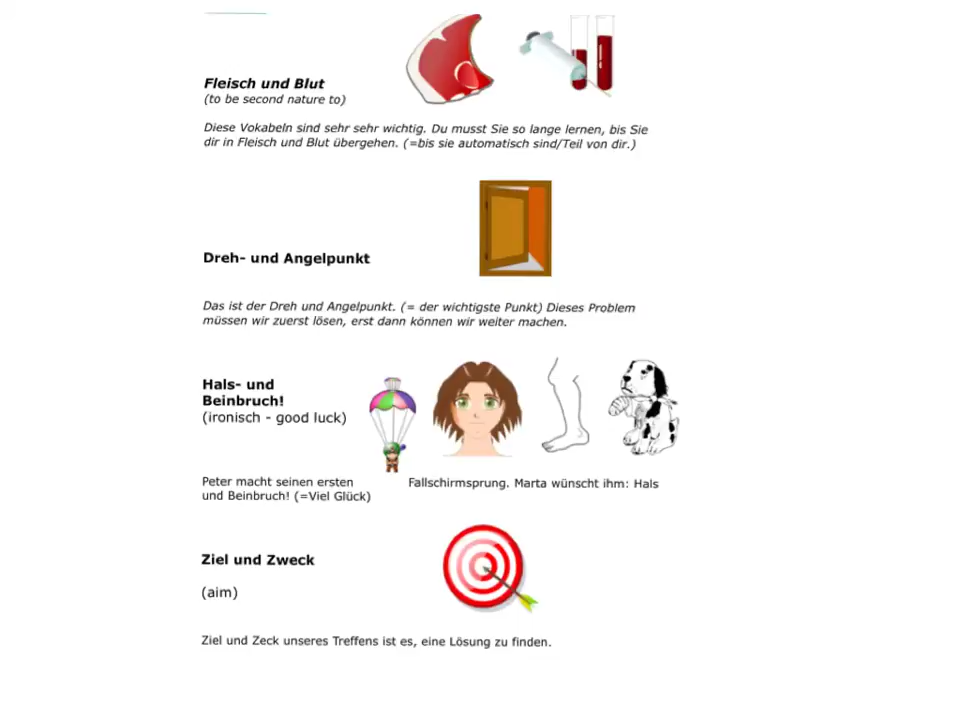 Fleisch und Blut
(to be second nature to)
Diese Vokabeln sind sehr sehr wichtig. Du musst Sie so lange lernen, bis Sie
dir in Fleisch und Blut übergehen. (=bis sie automatisch sind/Teil von dir.)
Dreh- und Angelpunkt
Das ist der Dreh und Angelpunkt. (= der wichtigste Punkt) Dieses Problem
müssen wir zuerst lösen, erst dann können wir weiter machen.
Hals- und
Beinbruch!
(ironisch - good luck)
Peter macht seinen ersten Fallschirmsprung. Marta wünscht ihm: Hals
und Beinbruch! (=Viel Glück)
Ziel und Zweck
(aim)
Ziel und Zeck unseres Treffens ist es, eine Lösung zu finden.